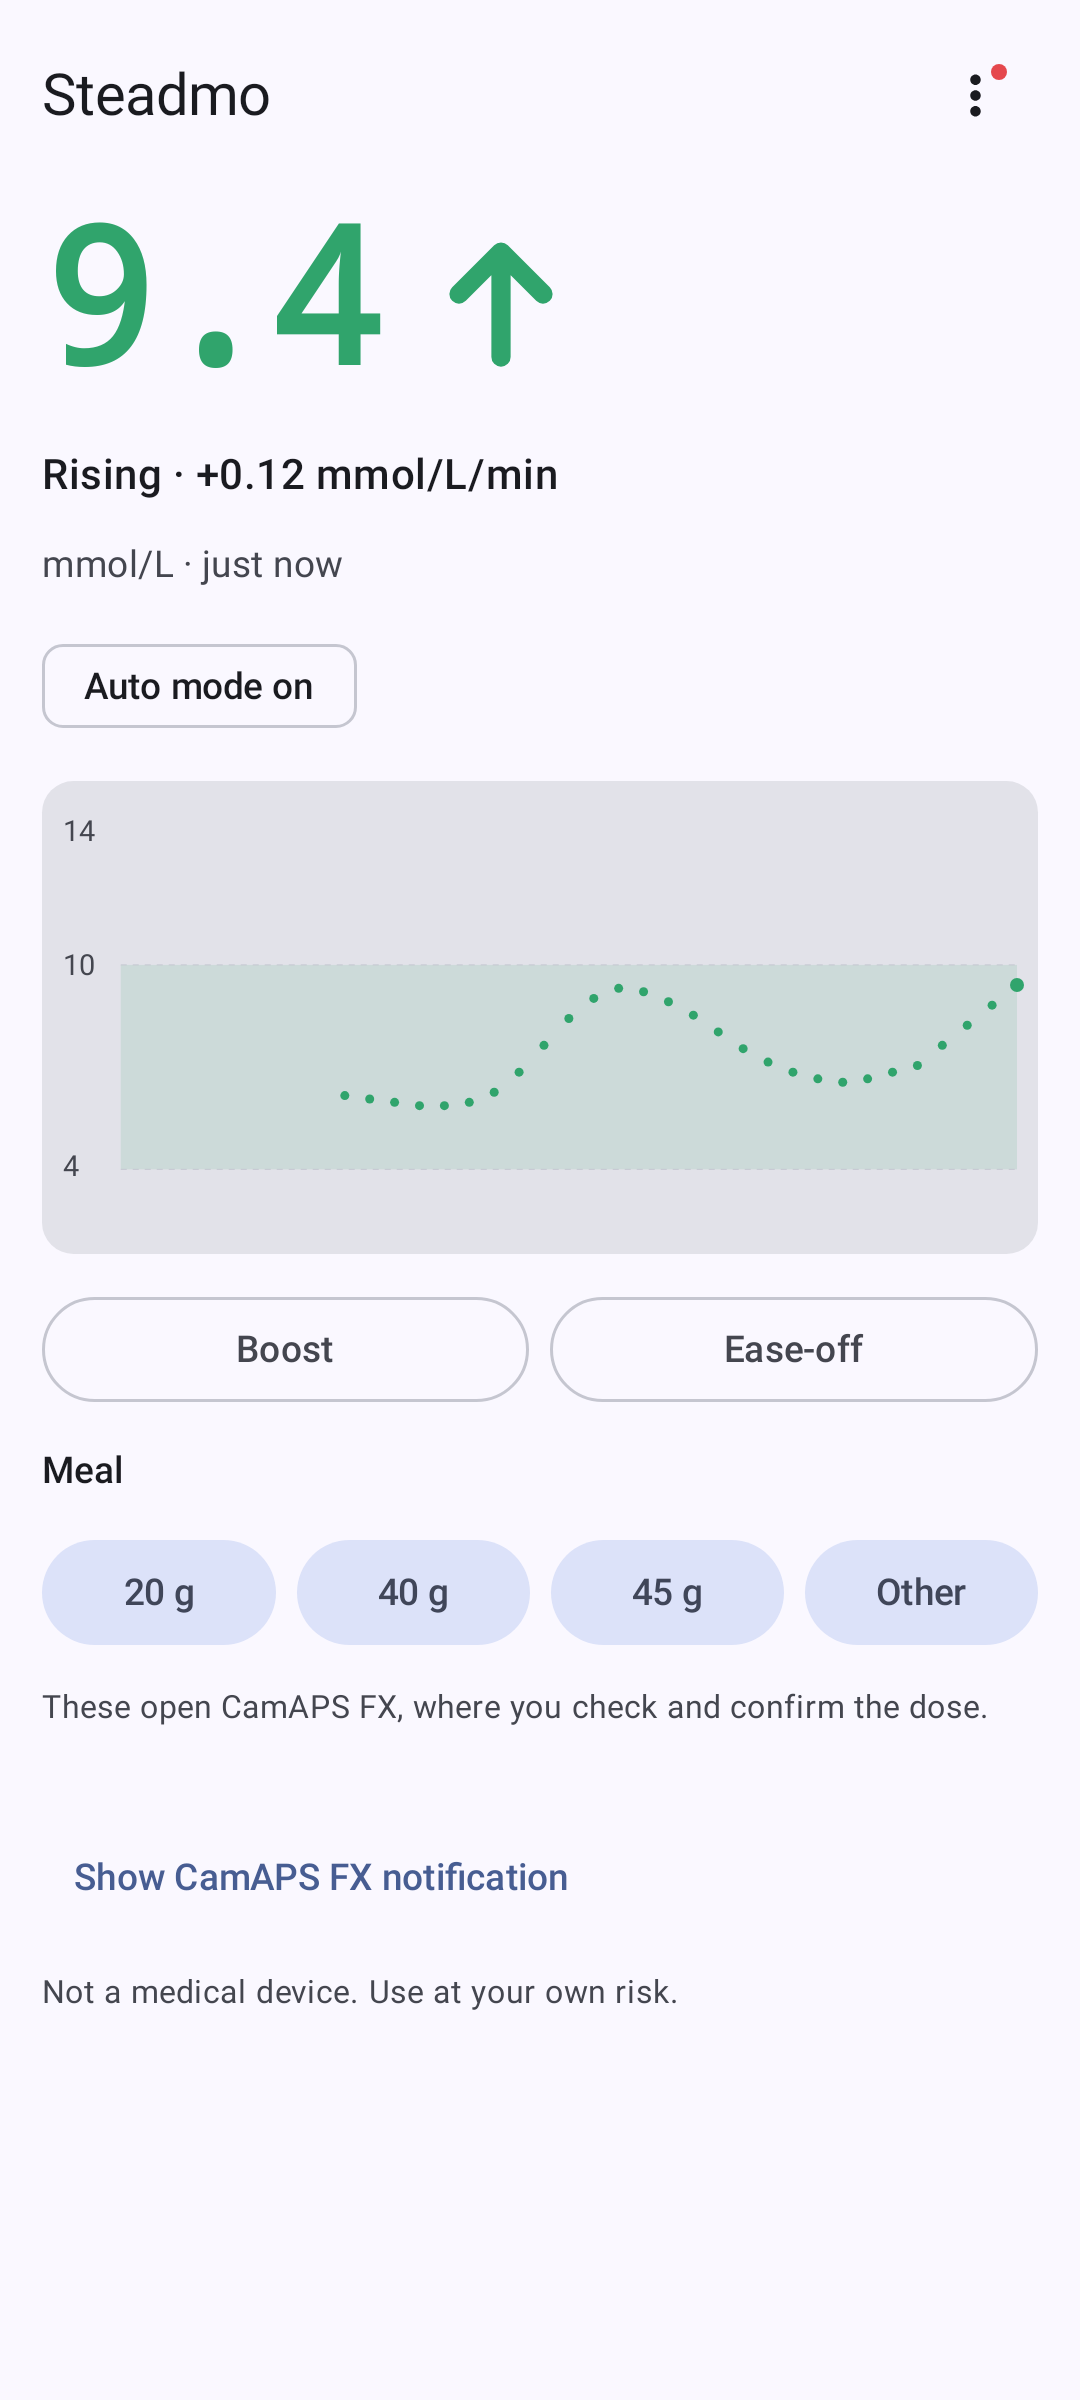 Steadmo
9.4
Rising · +0.12 mmol/L/min
mmol/L · just now
Auto mode on
14
10
4
Boost
Ease-off
Meal
20 g
40 g
45 g
Other
These open CamAPS FX, where you check and confirm the dose.
Show CamAPS FX notification
Not a medical device. Use at your own risk.